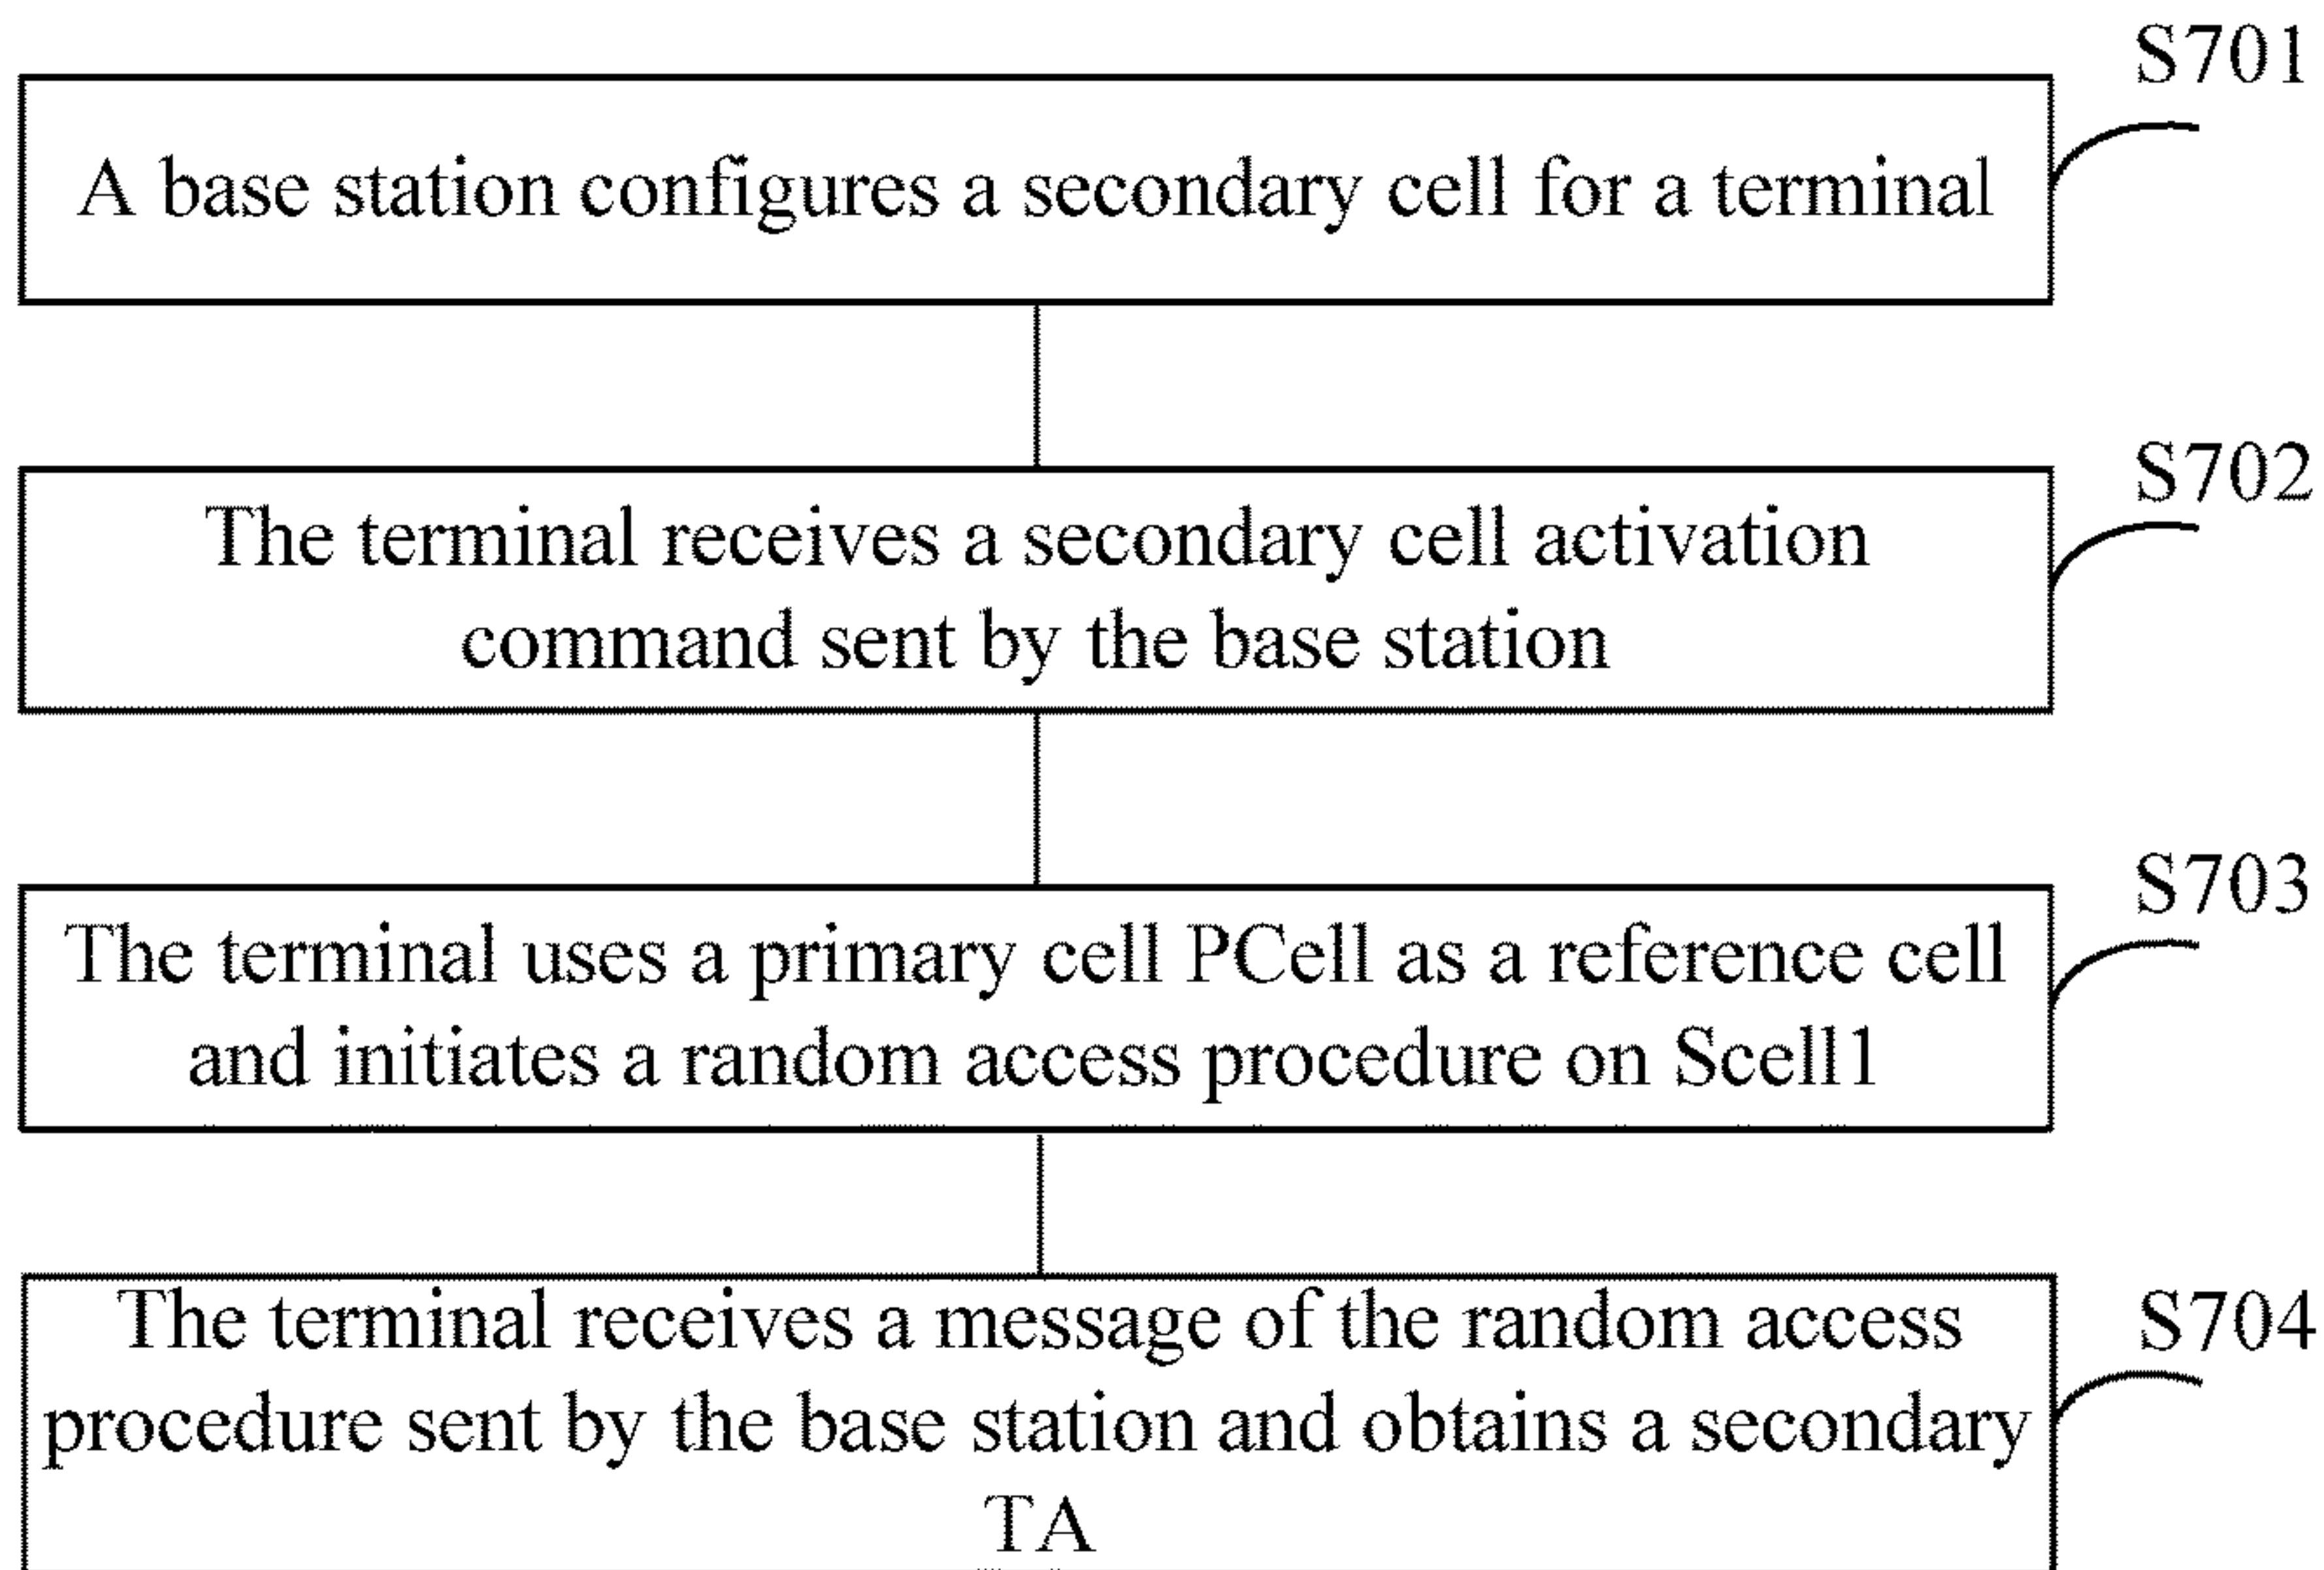 S701
A base station configures a secondary cell for a terminal
S702
The terminal receives a secondary cell activation
command sent by the base station
S703
The terminal uses a primary cell PCell as a reference cell
and initiates a random access procedure on Scell1
S704
The terminal receives a message of the random access
procedure sent by the base station and obtains a secondary
TA